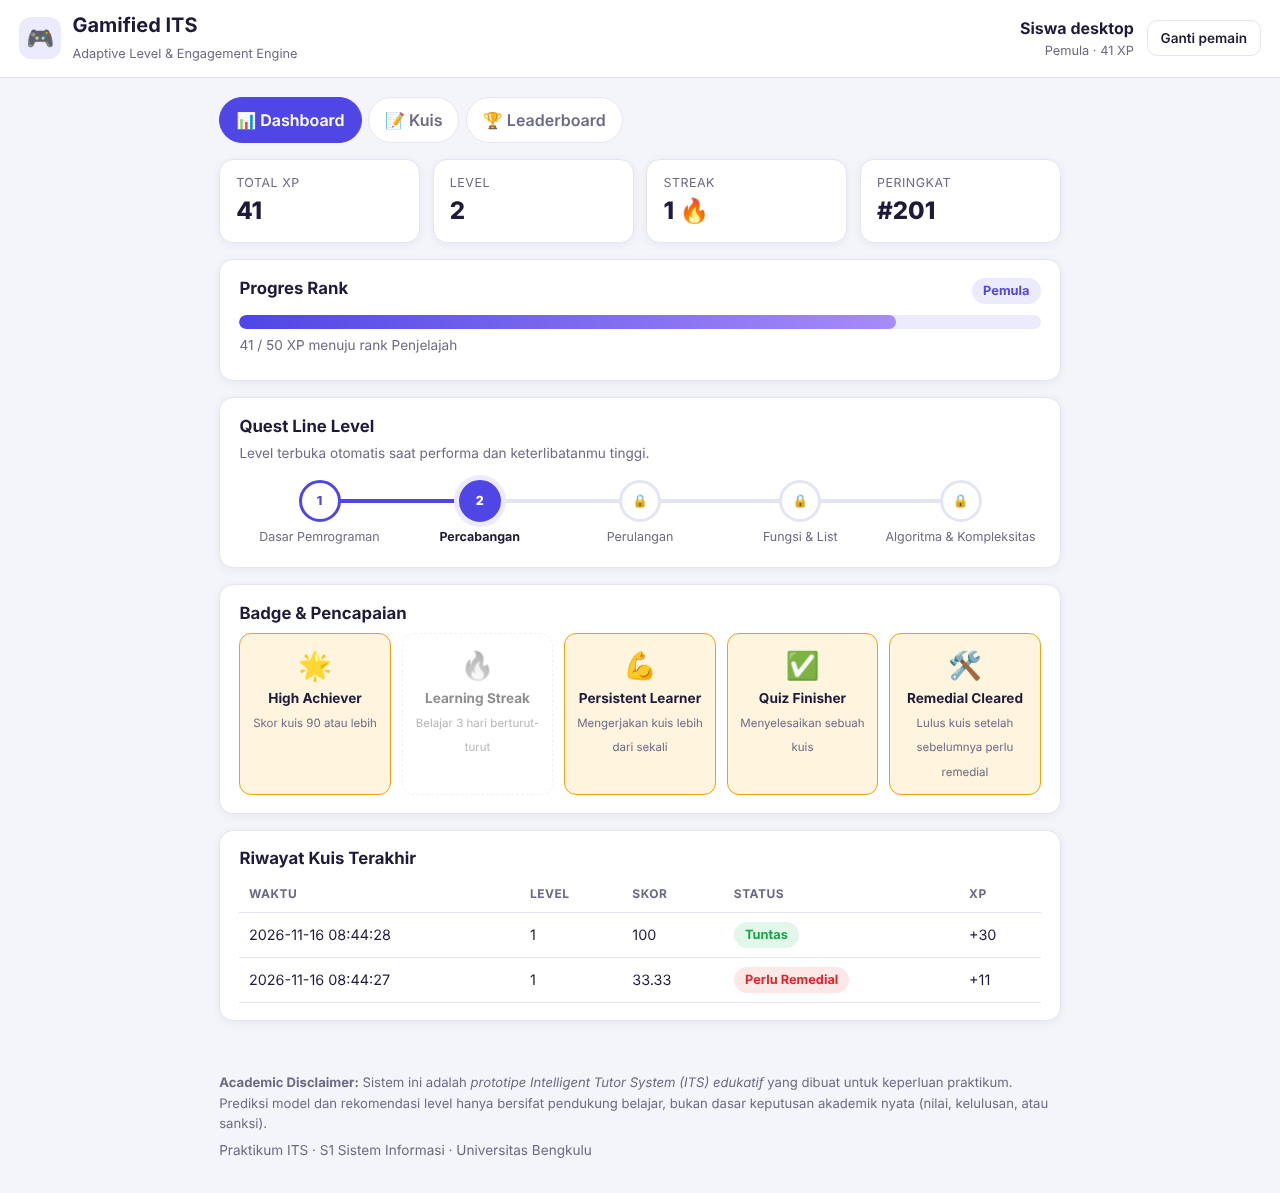 Gamified ITS
Adaptive Level & Engagement Engine
Siswa desktop
Pemula · 41 XP
Ganti pemain
Dashboard
Kuis
Leaderboard
TOTAL XP
41
LEVEL
2
STREAK
1
PERINGKAT
#201
Progres Rank
Pemula
41 / 50 XP menuju rank Penjelajah
Quest Line Level
Level terbuka otomatis saat performa dan keterlibatanmu tinggi.
1
2
Dasar Pemrograman
Percabangan
Perulangan
Fungsi & List
Algoritma & Kompleksitas
Badge & Pencapaian
High Achiever
Skor kuis 90 atau lebih
Learning Streak
Belajar 3 hari berturut-
turut
Persistent Learner
Mengerjakan kuis lebih
dari sekali
Quiz Finisher
Menyelesaikan sebuah
kuis
Remedial Cleared
Lulus kuis setelah
sebelumnya perlu
remedial
Riwayat Kuis Terakhir
WAKTU LEVEL SKOR STATUS XP
2026-11-16 08:44:28 1 100 Tuntas +30
2026-11-16 08:44:27 1 33.33 Perlu Remedial +11
Academic Disclaimer: Sistem ini adalah prototipe Intelligent Tutor System (ITS) edukatif yang dibuat untuk keperluan praktikum.
Prediksi model dan rekomendasi level hanya bersifat pendukung belajar, bukan dasar keputusan akademik nyata (nilai, kelulusan, atau
sanksi).
Praktikum ITS · S1 Sistem Informasi · Universitas Bengkulu